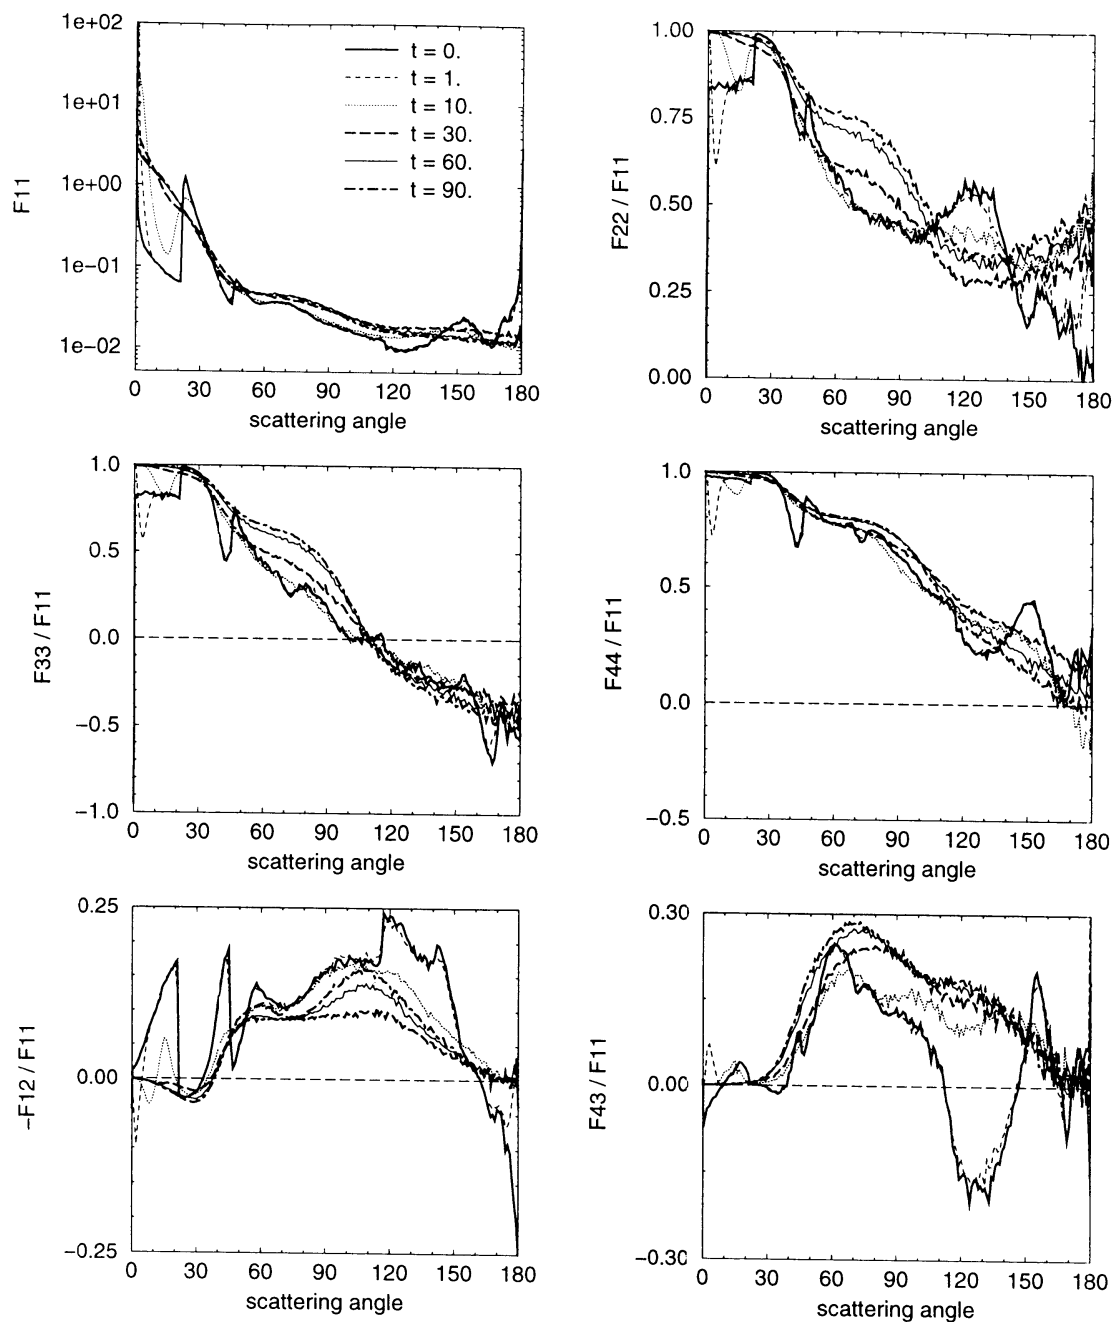 1e+02
1e+01
1e+00
1e-01
1e-02
F11
t = 0.
t = 1.
t = 10.
t = 30.
t = 60.
t = 90.
0 30 60 90 120 150 180
scattering angle
1.00
0.75
0.50
0.25
0.00
F22 / F11
0 30 60 90 120 150 180
scattering angle
1.0
0.5
0.0
−0.5
−1.0
F33 / F11
0 30 60 90 120 150 180
scattering angle
1.0
0.5
0.0
−0.5
F44 / F11
0 30 60 90 120 150 180
scattering angle
0.25
0.00
−0.25
−F12 / F11
0 30 60 90 120 150 180
scattering angle
0.30
0.00
−0.30
F43 / F11
0 30 60 90 120 150 180
scattering angle